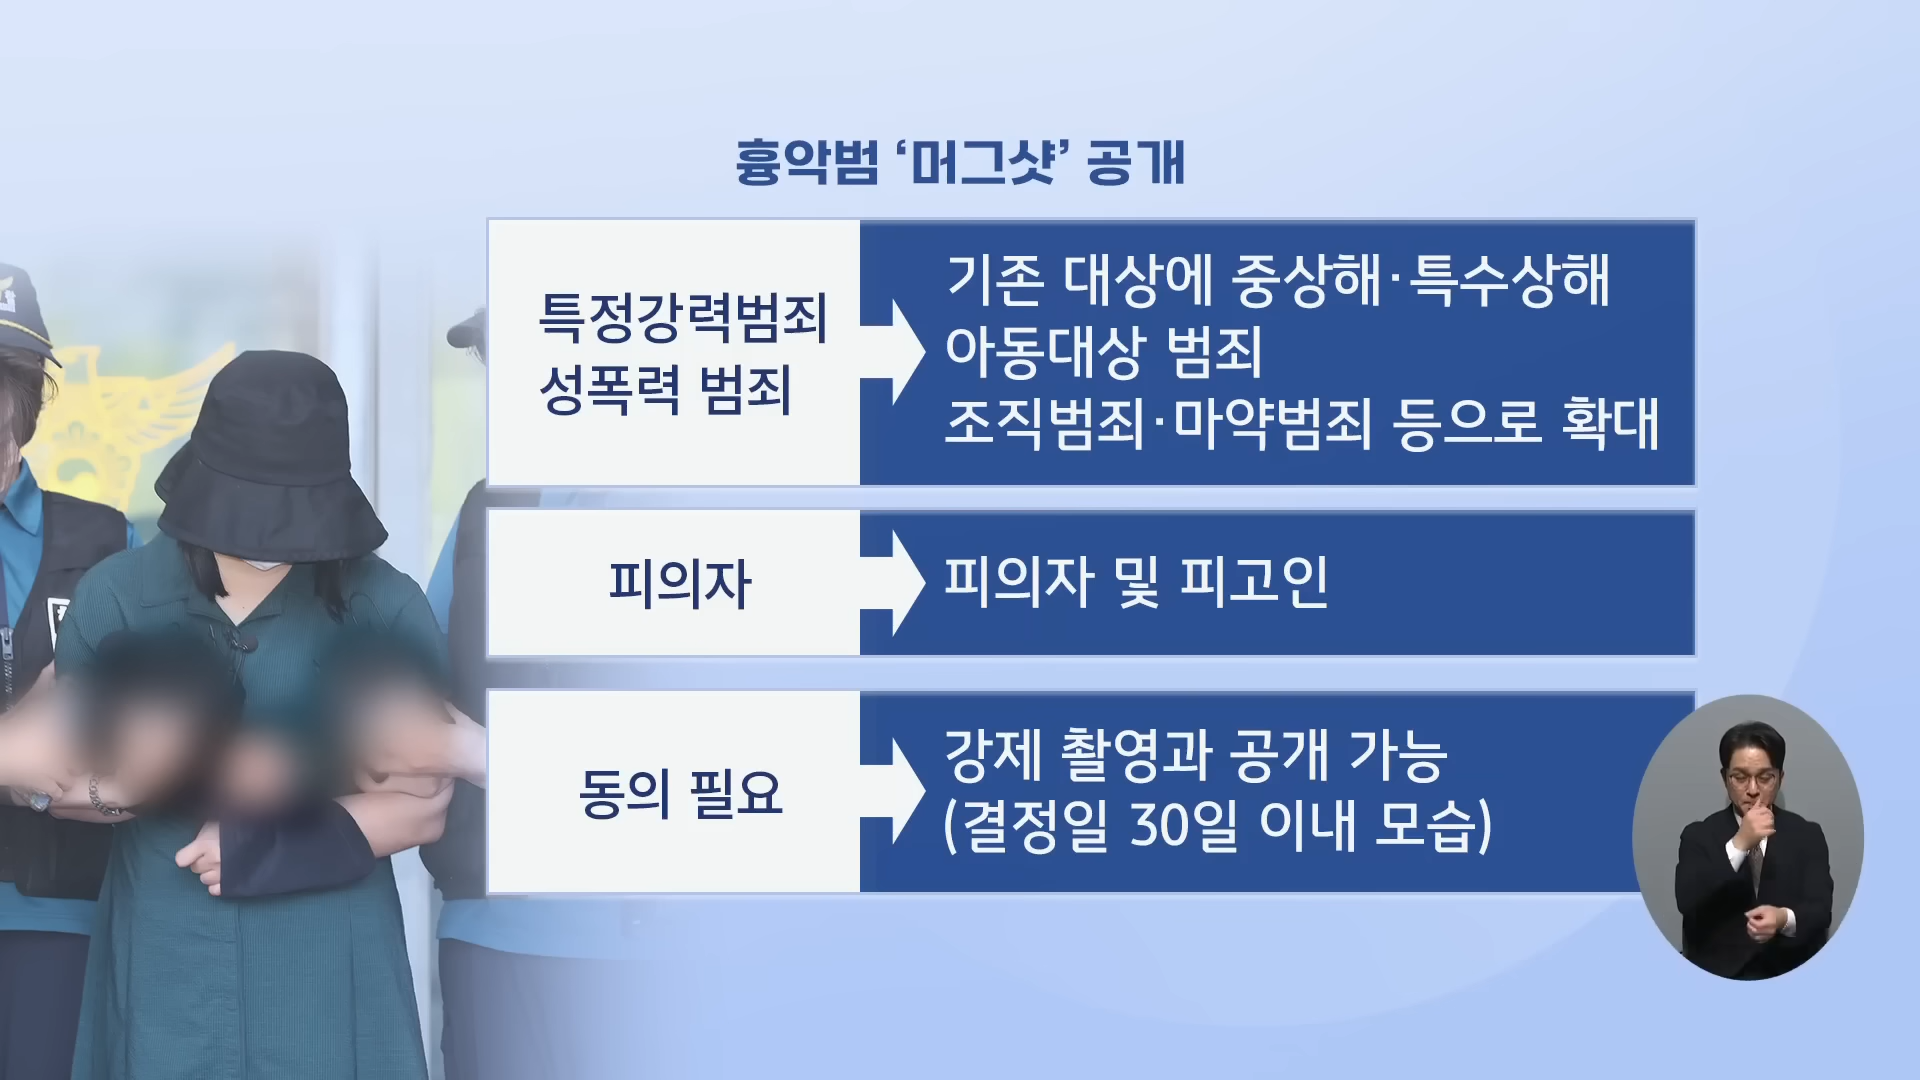 흉악범 ‘머그샷’ 공개
특정강력범죄
성폭력 범죄
기존 대상에 중상해·특수상해
아동대상 범죄
조직범죄·마약범죄 등으로 확대
피의자
피의자 및 피고인
동의 필요
강제 촬영과 공개 가능
(결정일 30일 이내 모습)